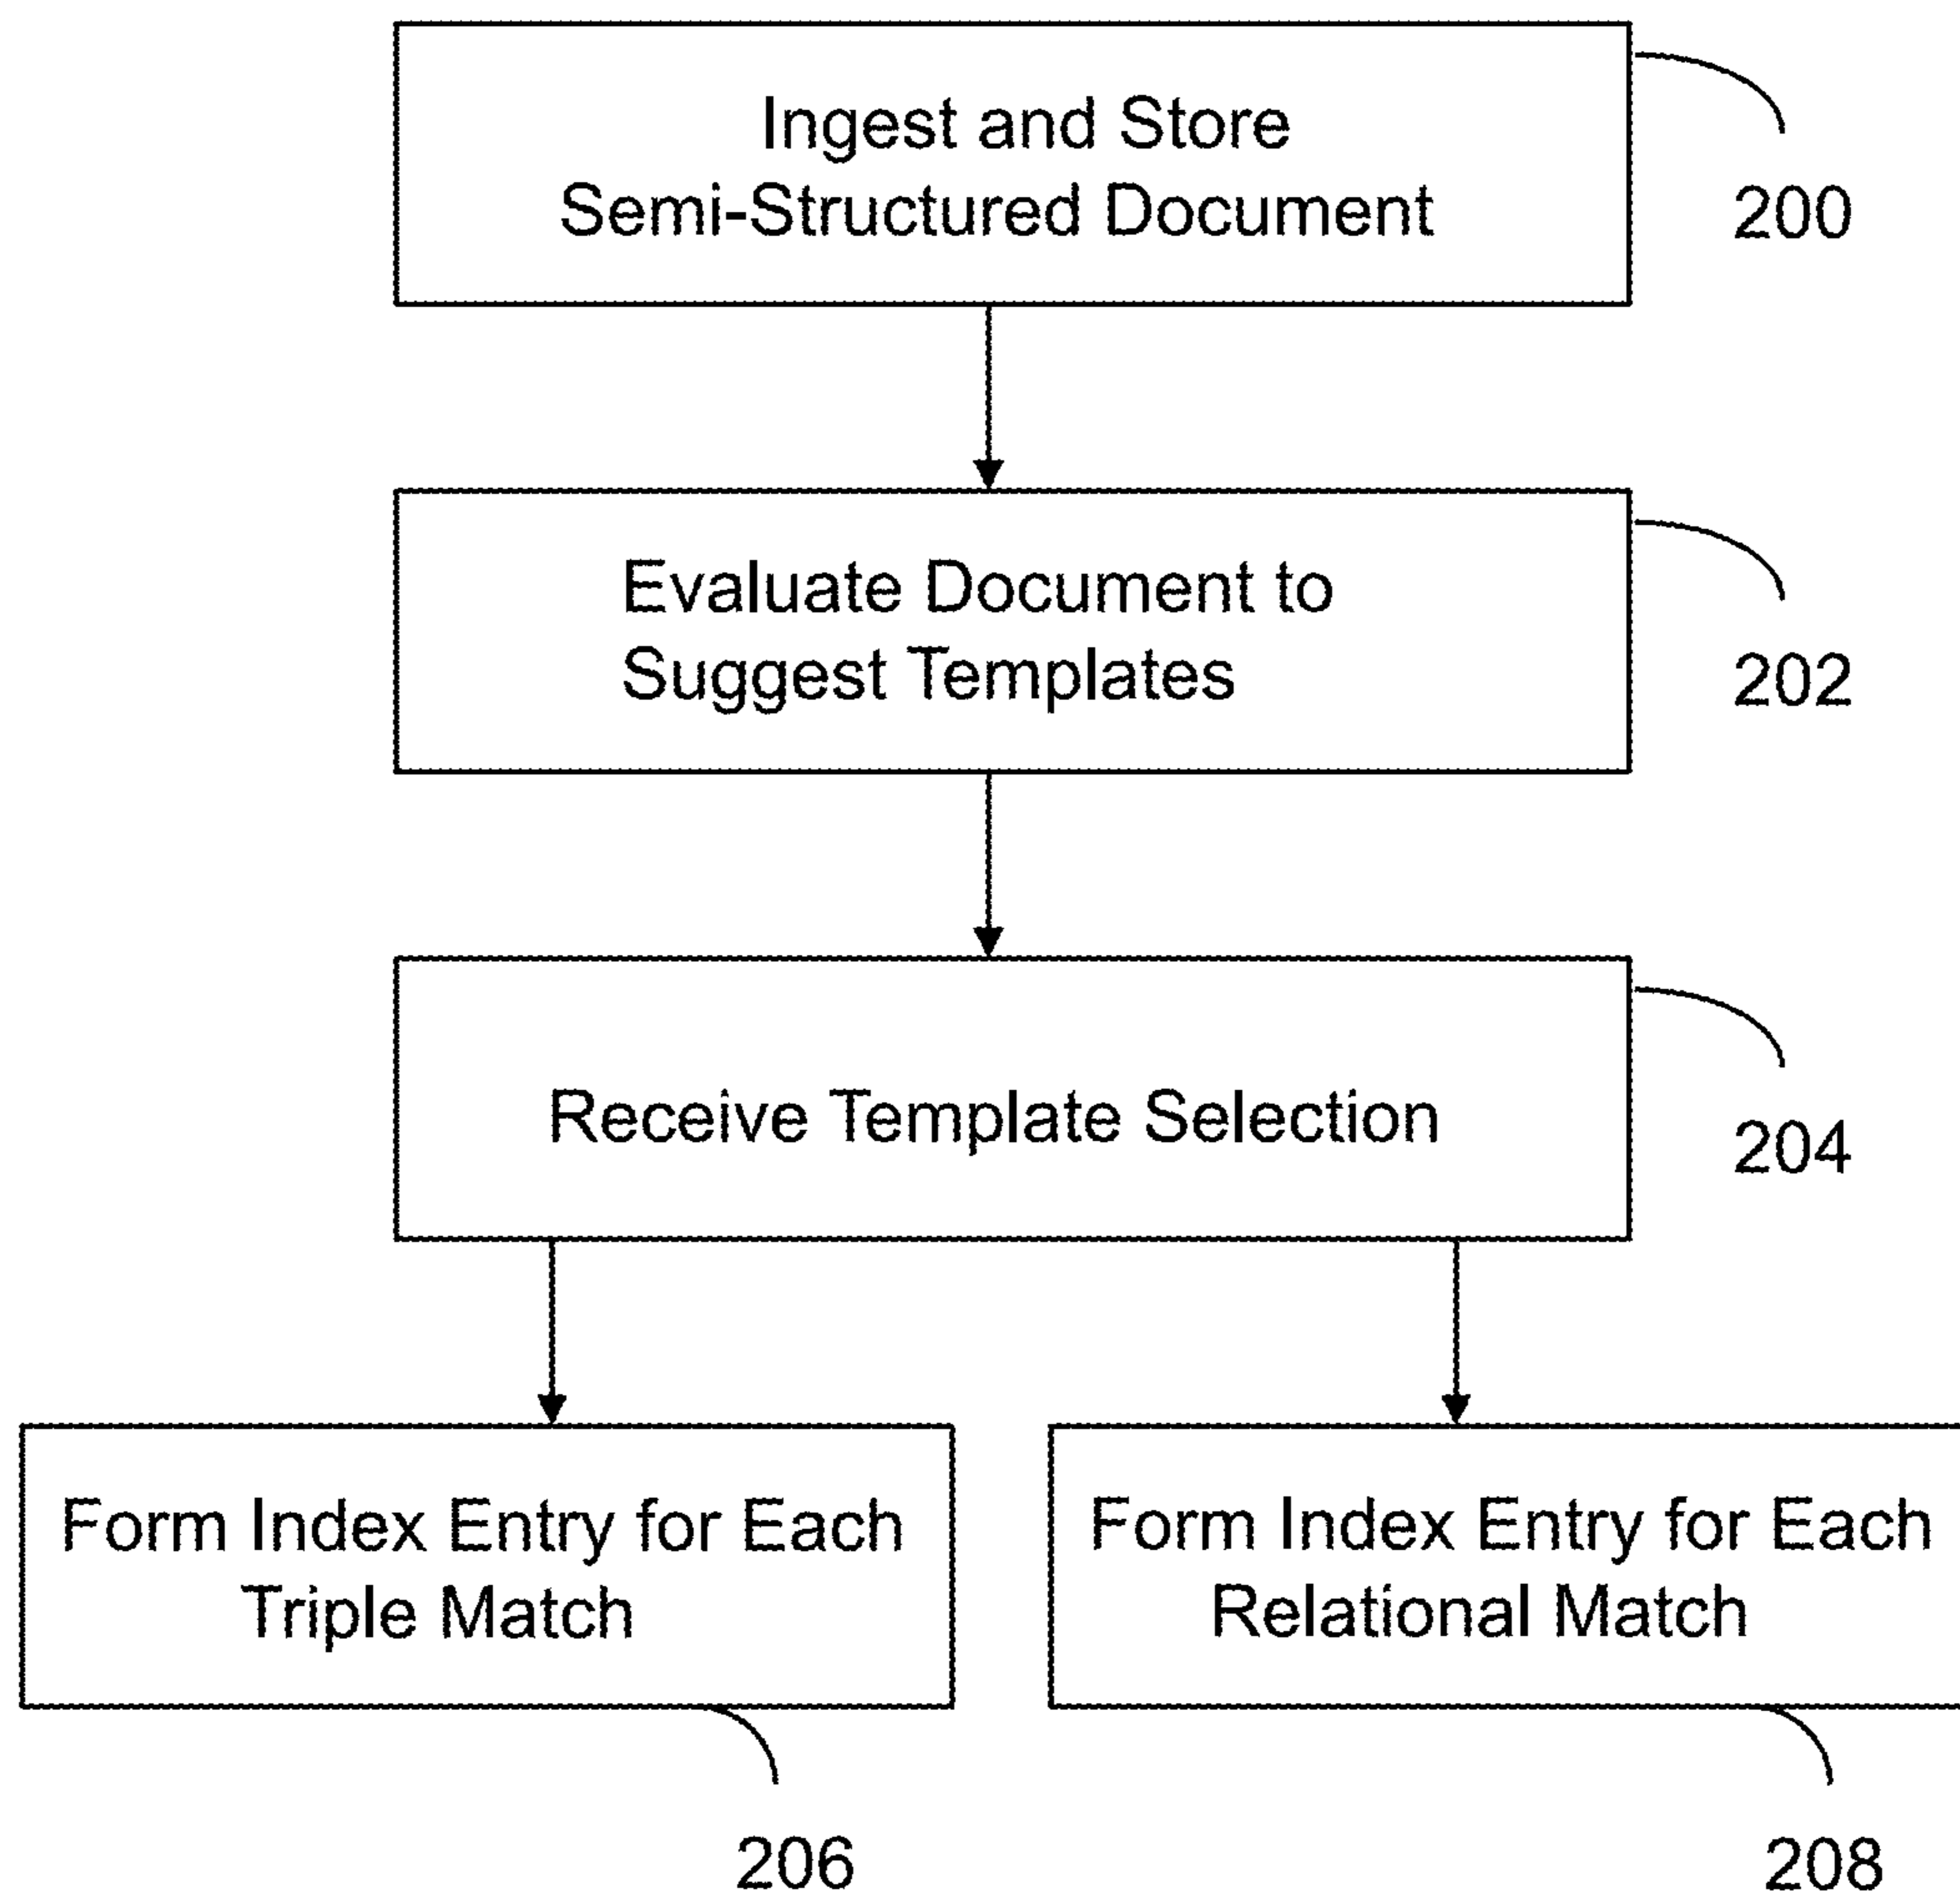 Ingest and Store
Semi-Structured Document
200
Evaluate Document to
Suggest Templates
202
Receive Template Selection
204
Form Index Entry for Each
Triple Match
206
Form Index Entry for Each
Relational Match
208